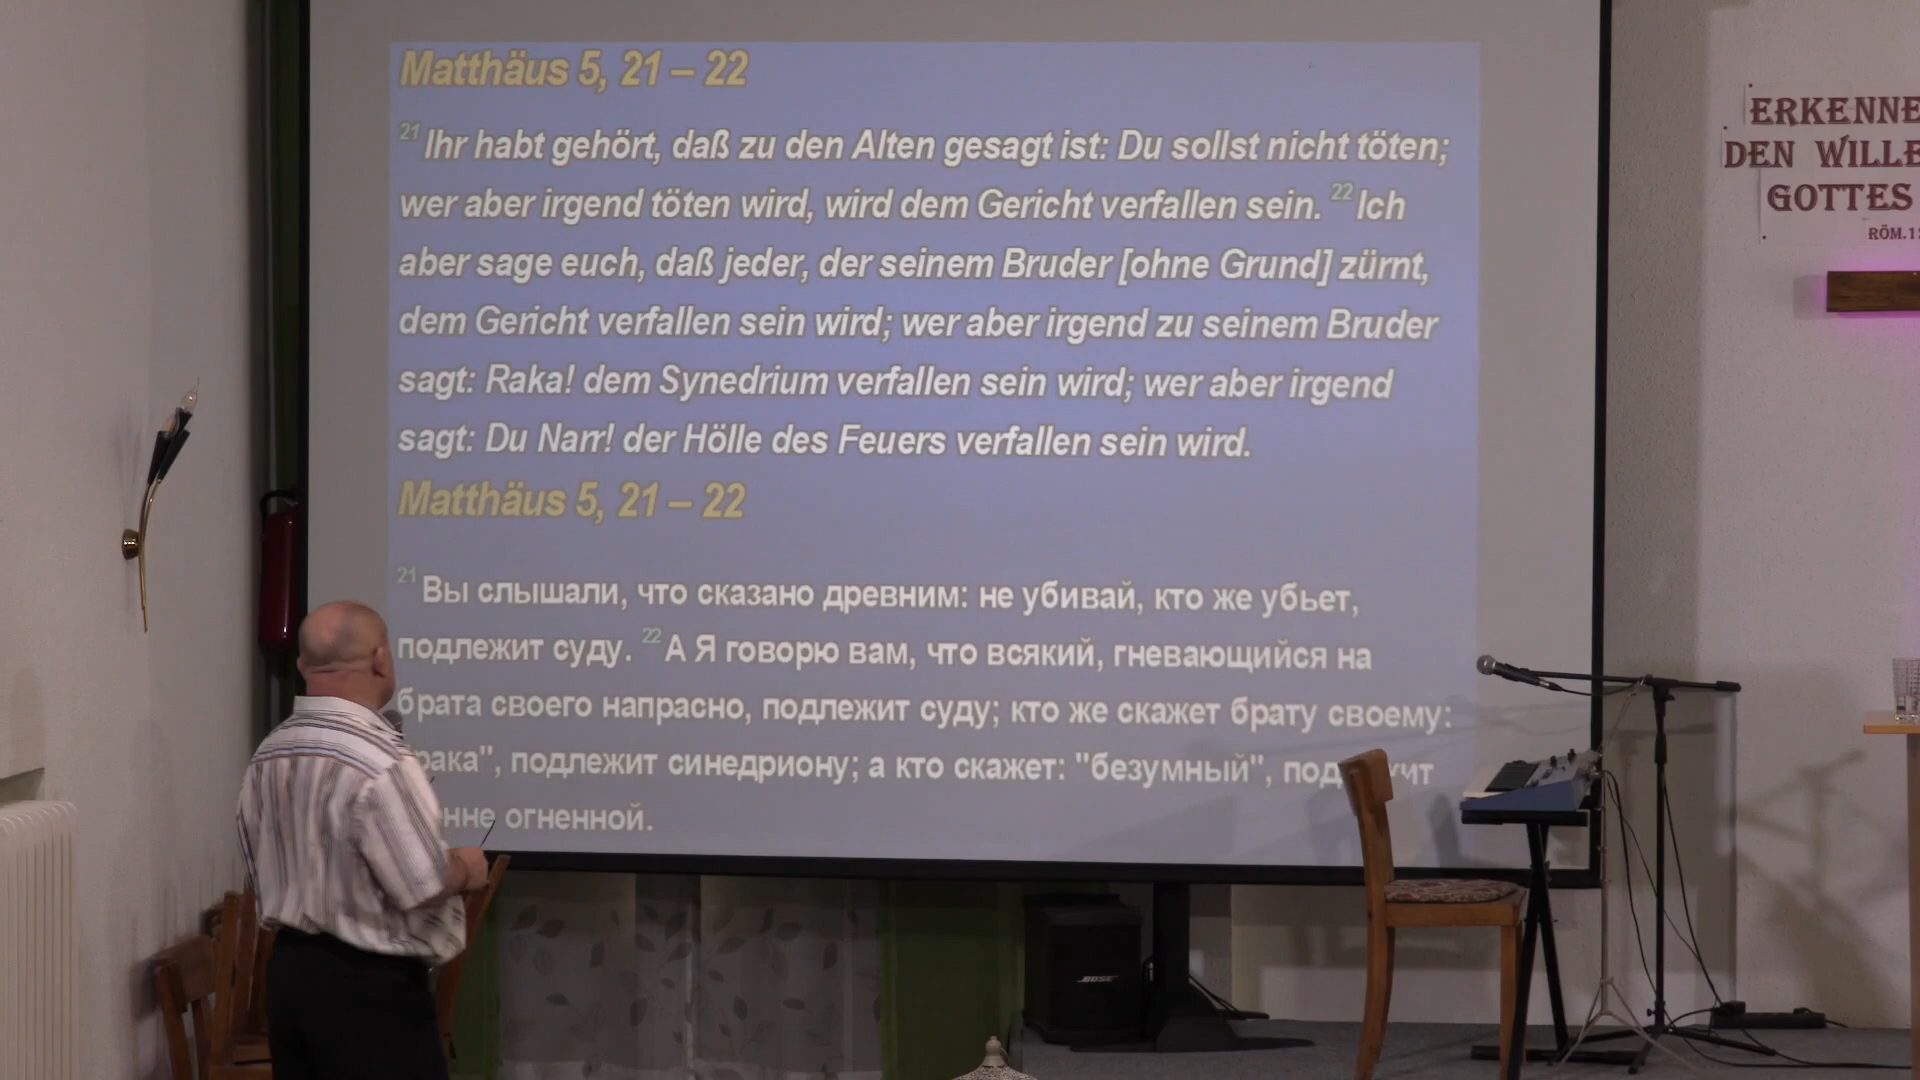 Matthäus 5, 21 – 22
21 Ihr habt gehört, daß zu den Alten gesagt ist: Du sollst nicht töten;
wer aber irgend töten wird, wird dem Gericht verfallen sein. 22 Ich
aber sage euch, daß jeder, der seinem Bruder [ohne Grund] zürnt,
dem Gericht verfallen sein wird; wer aber irgend zu seinem Bruder
sagt: Raka! dem Synedrium verfallen sein wird; wer aber irgend
sagt: Du Narr! der Hölle des Feuers verfallen sein wird.
Matthäus 5, 21 – 22
21 Вы слышали, что сказано древним: не убивай, кто же убьет,
подлежит суду. 22 А Я говорю вам, что всякий, гневающийся на
брата своего напрасно, подлежит суду; кто же скажет брату своему:
рака", подлежит синедриону; а кто скажет: "безумный",
огненной.
ERKENNE
DEN WILLE
GOTTES
RÖM.1
BOSE